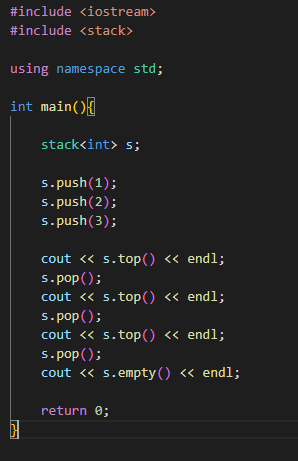 #include <iostream>
#include <stack>
using namespace std;
int main(){
stack<int> s;
s.push(1);
s.push(2);
s.push(3);
cout << s.top() << endl;
s.pop();
cout << s.top() << endl;
s.pop();
cout << s.top() << endl;
s.pop();
cout << s.empty() << endl;
return 0;
}